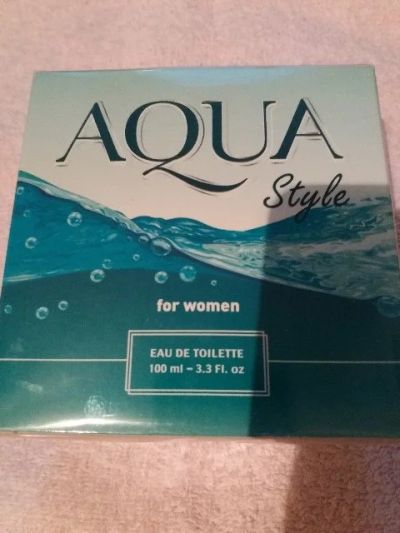 AQUA
Style
for women
EAU DE TOILETTE
100 ml – 3.3 Fl. oz